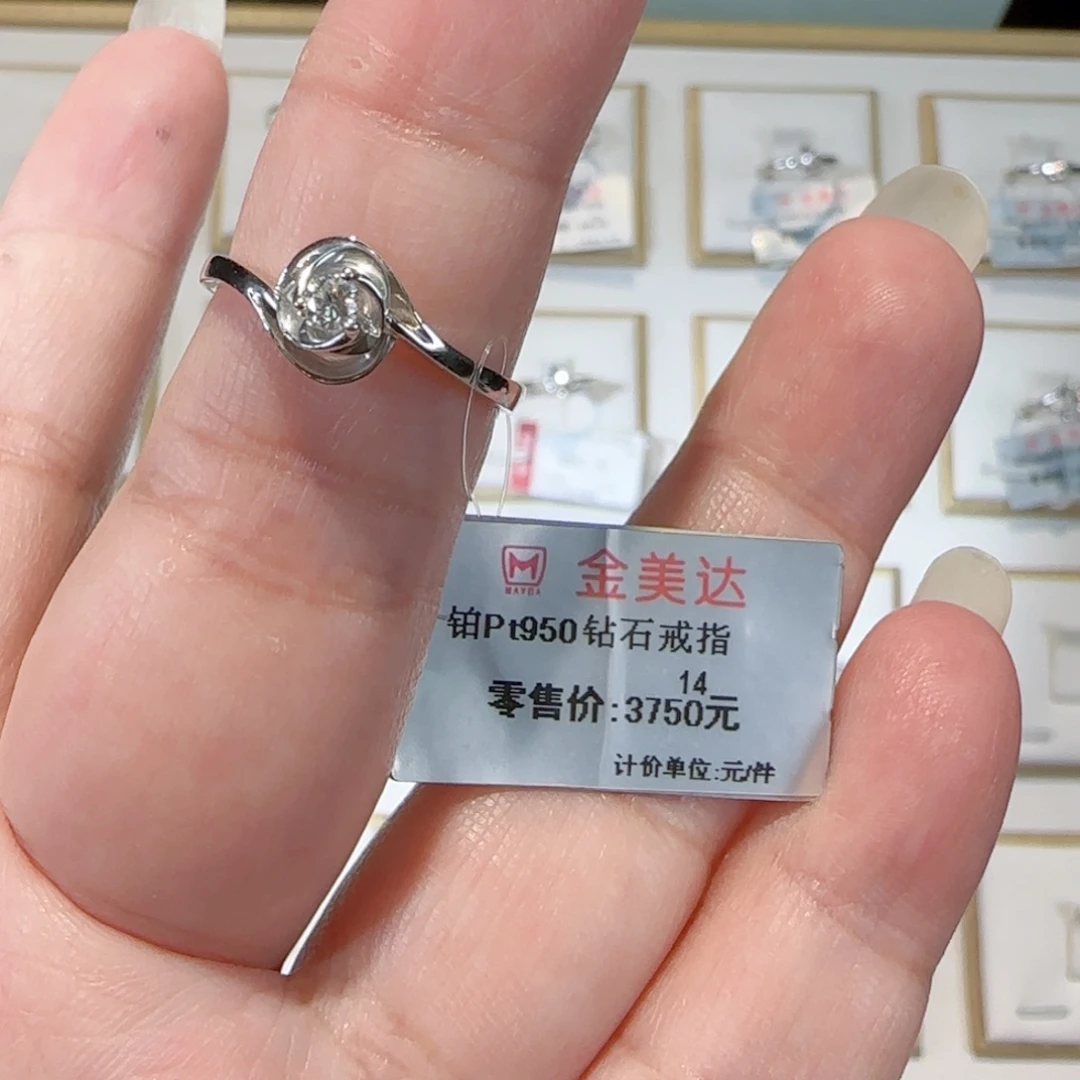 MAYDA 金美达
铂Pt950钻石戒指
14
零售价:3750元
计价单位:元/件